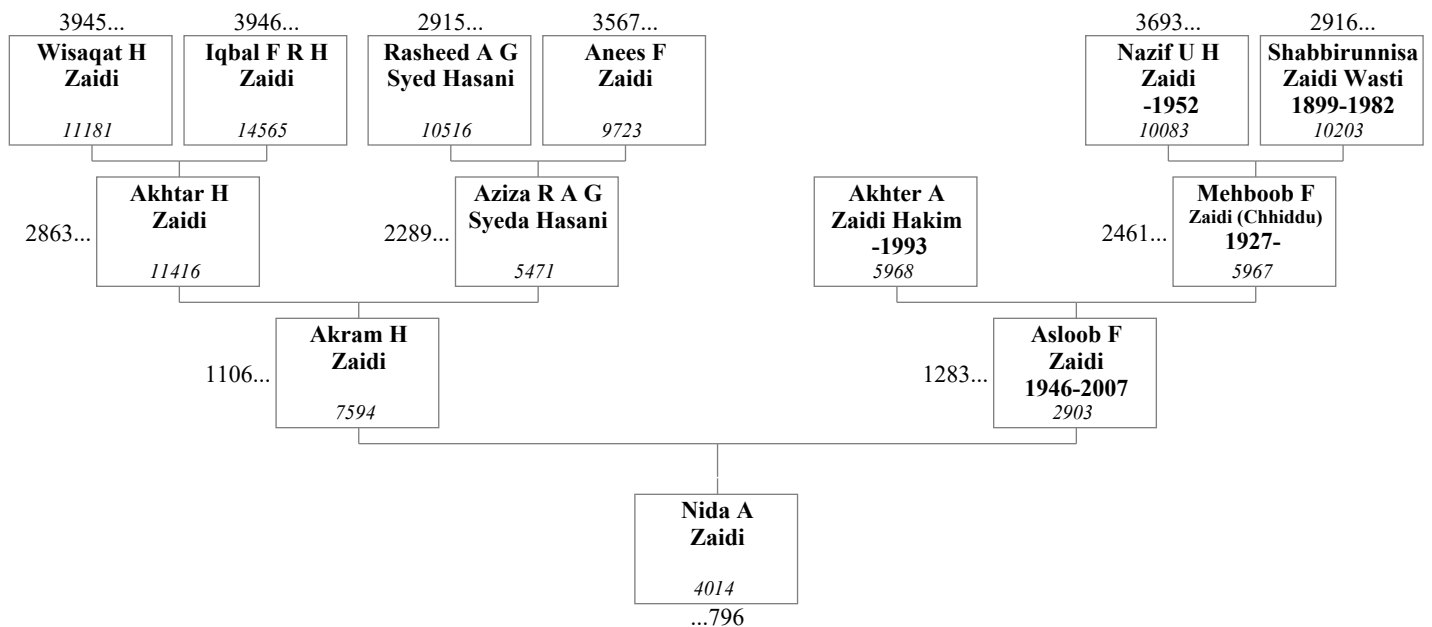 3945...
3946...
2915...
3567...
3693...
2916...
Wisaqat H
Zaidi
11181
Iqbal F R H
Zaidi
14565
Rasheed A G
Syed Hasani
10516
Anees F
Zaidi
9723
Nazif U H
Zaidi
-1952
10083
Shabbirunnisa
Zaidi Wasti
1899-1982
10203
2863...
Akhtar H
Zaidi
11416
2289...
Aziza R A G
Syeda Hasani
5471
Akhter A
Zaidi Hakim
-1993
5968
2461...
Mehboob F
Zaidi (Chhiddu)
1927-
5967
1106...
Akram H
Zaidi
7594
1283...
Asloob F
Zaidi
1946-2007
2903
Nida A
Zaidi
4014
...796